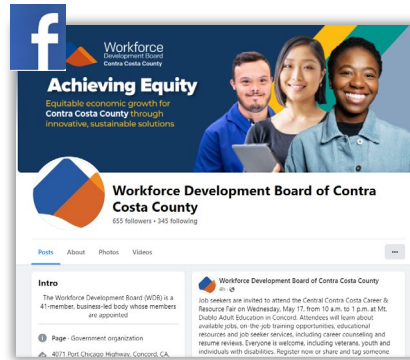 f
Workforce
Development Board
Contra Costa County
Achieving Equity
Equitable economic growth for
Contra Costa County through
innovative, sustainable solutions
Workforce Development Board of Contra
Costa County
655 followers • 345 following
Posts About Photos Videos
...
Intro
The Workforce Development Board (WDB) is a
41-member, business-led body whose members
are appointed
Page · Government organization
4071 Port Chicago Highway, Concord, CA,
Workforce Development Board of Contra Costa County
4h ·
Job seekers are invited to attend the Central Contra Costa Career &
Resource Fair on Wednesday, May 17, from 10 a.m. to 1 p.m. at Mt.
Diablo Adult Education in Concord. Attendees will learn about
available jobs, on-the-job training opportunities, educational
resources and job seeker services, including career counseling and
resume reviews. Everyone is welcome, including veterans, youth and
individuals with disabilities. Register now or share and tag someone